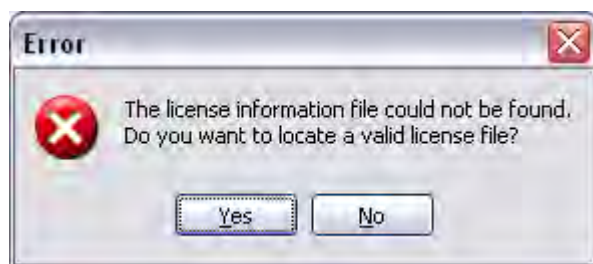 Error
The license information file could not be found.
Do you want to locate a valid license file?
Yes No